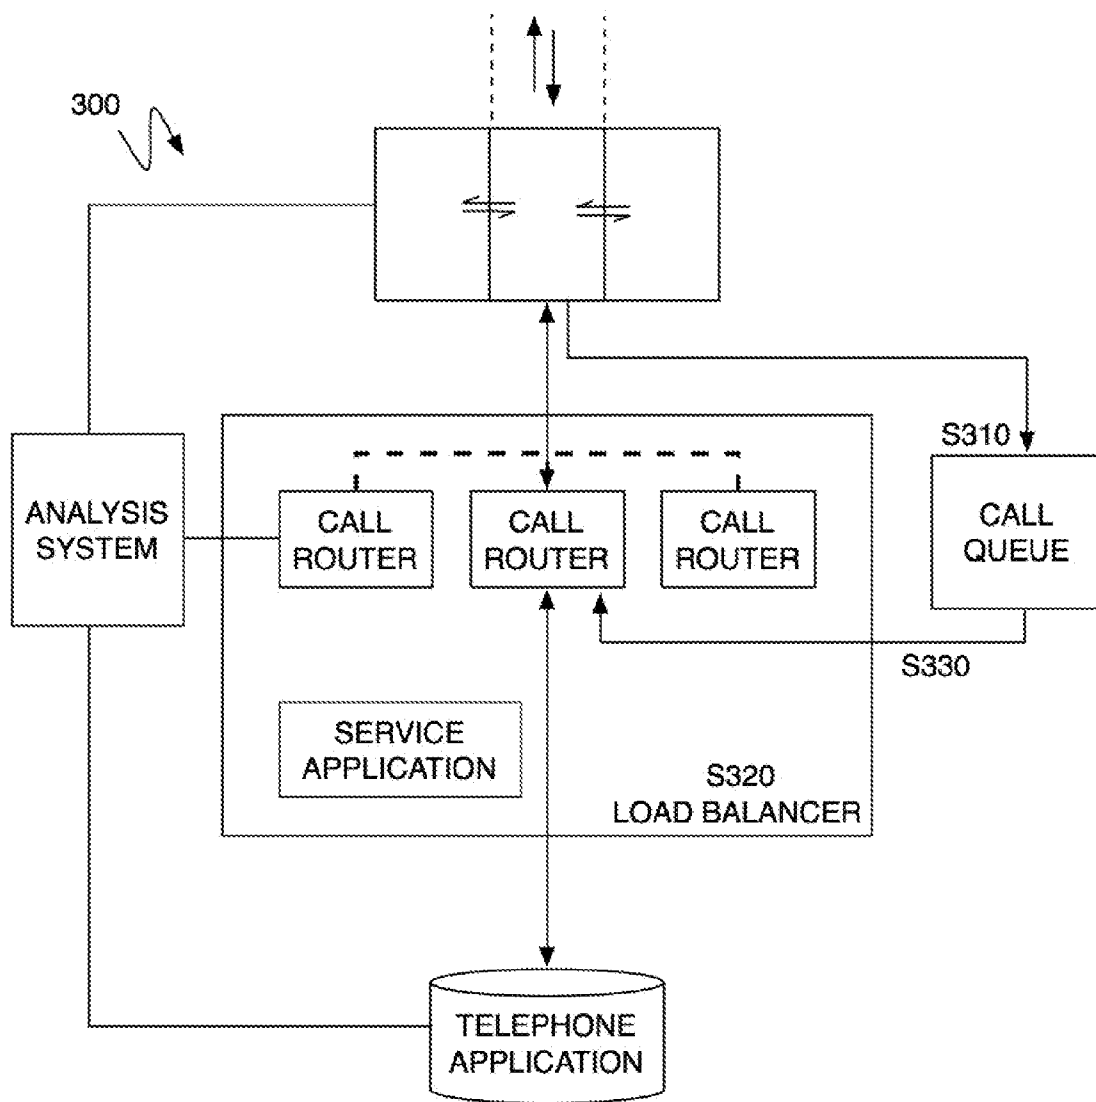 300
S310
ANALYSIS
SYSTEM
CALL
ROUTER
CALL
ROUTER
CALL
ROUTER
CALL
QUEUE
S330
SERVICE
APPLICATION
S320
LOAD BALANCER
TELEPHONE
APPLICATION